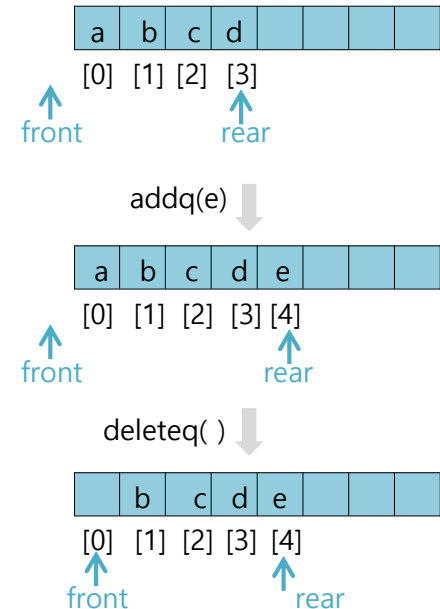 a b c d
[0] [1] [2] [3]
front rear
addq(e)
a b c d e
[0] [1] [2] [3] [4]
front rear
deleteq( )
b c d e
[0] [1] [2] [3] [4]
front rear